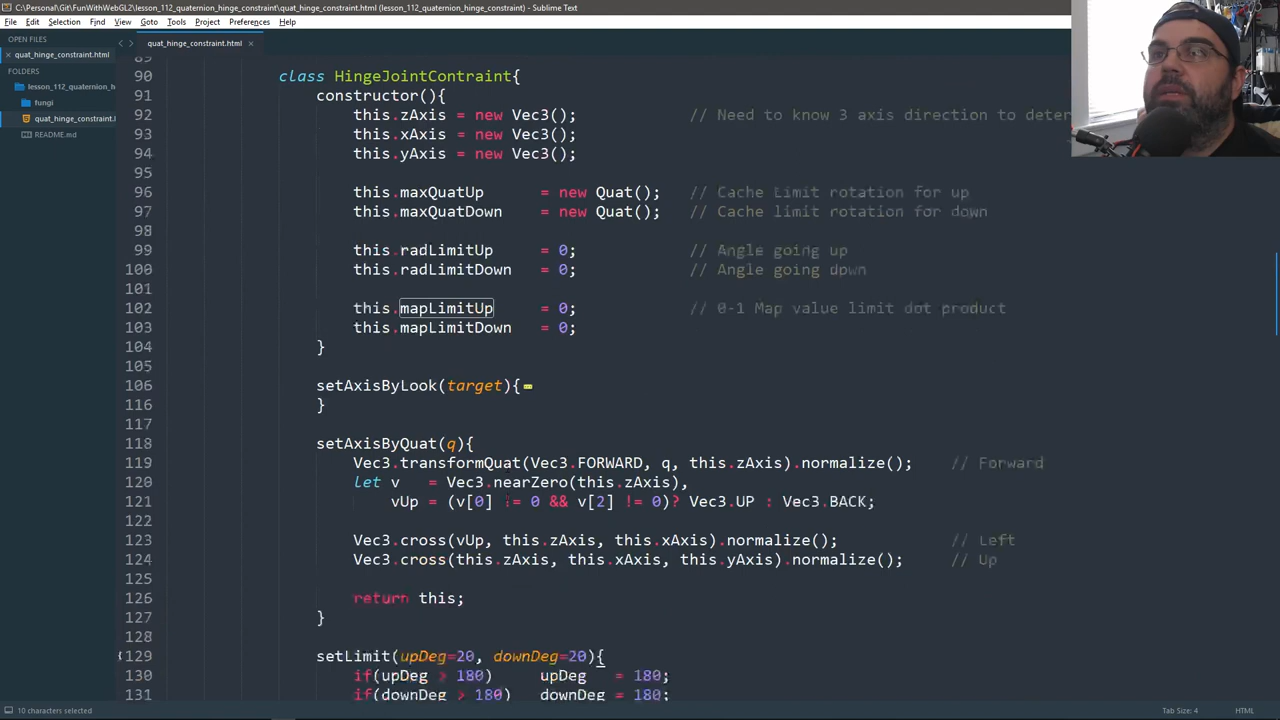 C:\Personal\Git\FunWithWebGL2\lesson_112_quaternion_hinge_constraint\quat_hinge_constraint.html (lesson_112_quaternion_hinge_constraint) - Sublime Text
File Edit Selection Find View Goto Tools Project Preferences Help
OPEN FILES
quat_hinge_constraint.html
FOLDERS
lesson_112_quaternion_h
fungi
quat_hinge_constraint.h
README.md
quat_hinge_constraint.html ×
89
90 class HingeJointContraint{
91 constructor(){
92 this.zAxis = new Vec3(); // Need to know 3 axis direction to deter
93 this.xAxis = new Vec3();
94 this.yAxis = new Vec3();
95
96 this.maxQuatUp = new Quat(); // Cache Limit rotation for up
97 this.maxQuatDown = new Quat(); // Cache limit rotation for down
98
99 this.radLimitUp = 0; // Angle going up
100 this.radLimitDown = 0; // Angle going down
101
102 this.mapLimitUp = 0; // 0-1 Map value limit dot product
103 this.mapLimitDown = 0;
104 }
105
106 setAxisByLook(target){
116 }
117
118 setAxisByQuat(q){
119 Vec3.transformQuat(Vec3.FORWARD, q, this.zAxis).normalize(); // Forward
120 let v = Vec3.nearZero(this.zAxis),
121 vUp = (v[0] != 0 && v[2] != 0)? Vec3.UP : Vec3.BACK;
122
123 Vec3.cross(vUp, this.zAxis, this.xAxis).normalize(); // Left
124 Vec3.cross(this.zAxis, this.xAxis, this.yAxis).normalize(); // Up
125
126 return this;
127 }
128
129 setLimit(upDeg=20, downDeg=20){
130 if(upDeg > 180) upDeg = 180;
131 if(downDeg > 180) downDeg = 180;
10 characters selected
Tab Size: 4
HTML